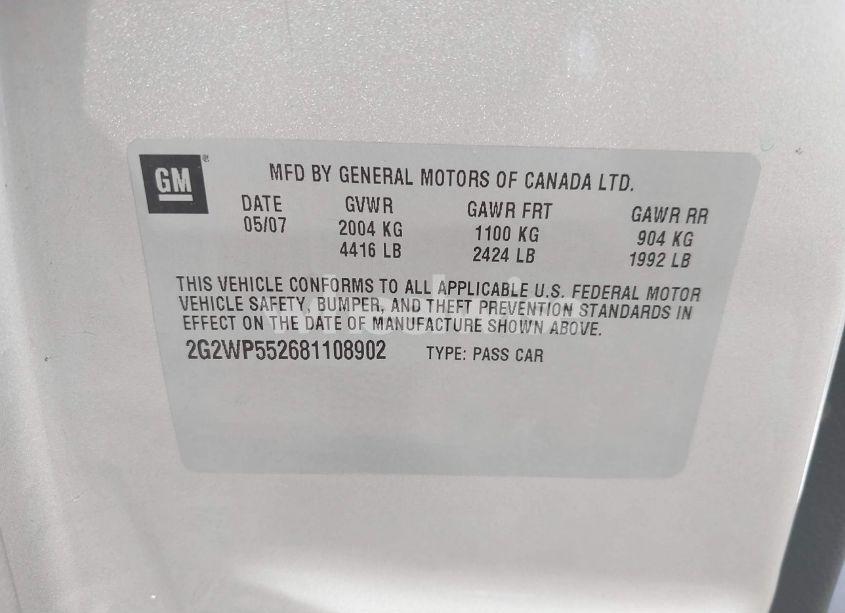 GM®
MFD BY GENERAL MOTORS OF CANADA LTD.
DATE GVWR GAWR FRT GAWR RR
05/07 2004 KG 1100 KG 904 KG
4416 LB 2424 LB 1992 LB
THIS VEHICLE CONFORMS TO ALL APPLICABLE U.S. FEDERAL MOTOR
VEHICLE SAFETY, BUMPER, AND THEFT PREVENTION STANDARDS IN
EFFECT ON THE DATE OF MANUFACTURE SHOWN ABOVE.
2G2WP552681108902 TYPE: PASS CAR